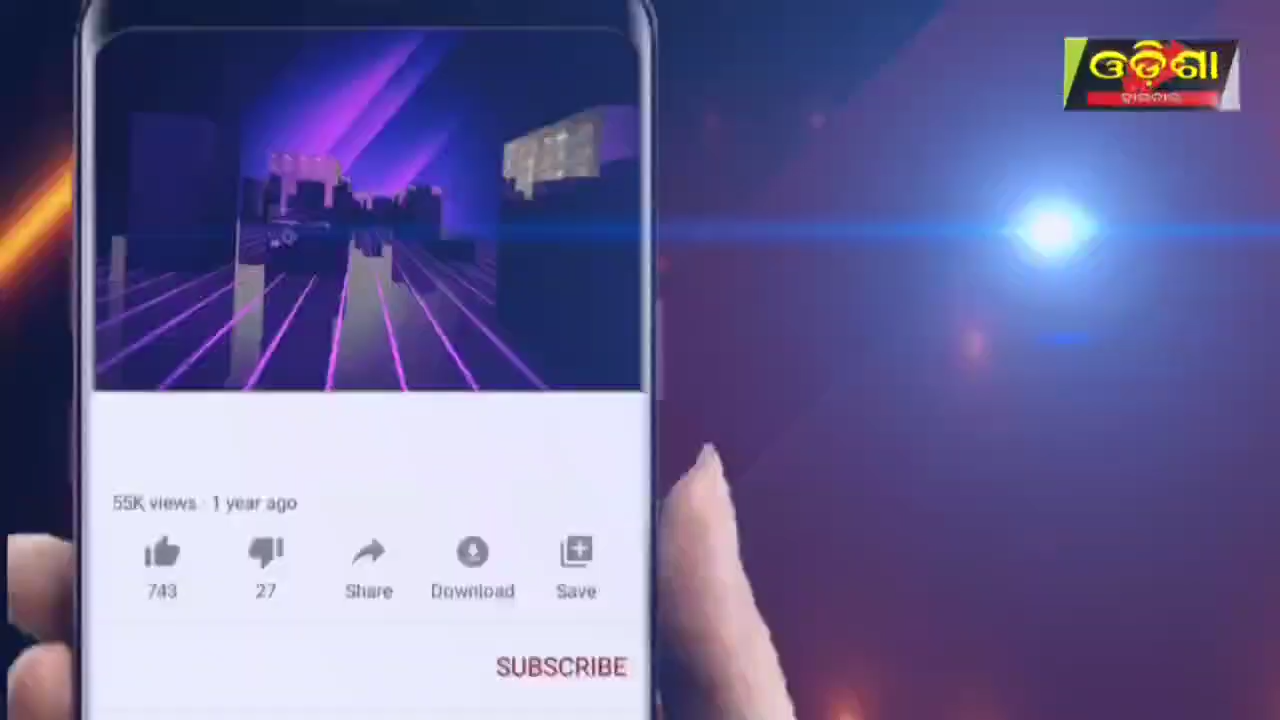 ଓଡ଼ିଶା
55K views · 1 year ago
743
27
Share
Download
Save
SUBSCRIBE